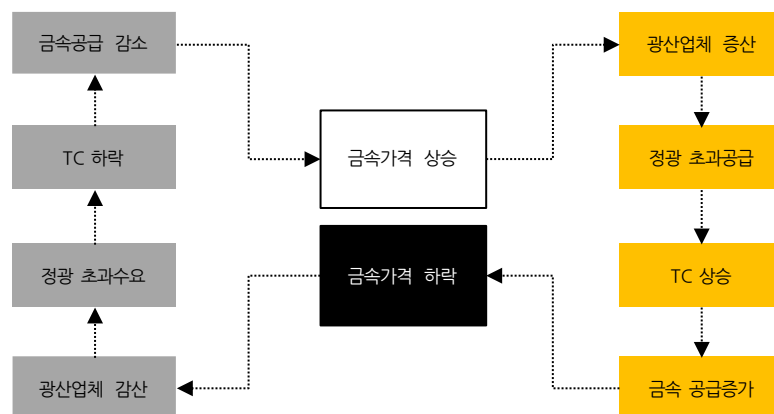 금속공급 감소
광산업체 증산
TC 하락
금속가격 상승
정광 초과공급
정광 초과수요
금속가격 하락
TC 상승
광산업체 감산
금속 공급증가